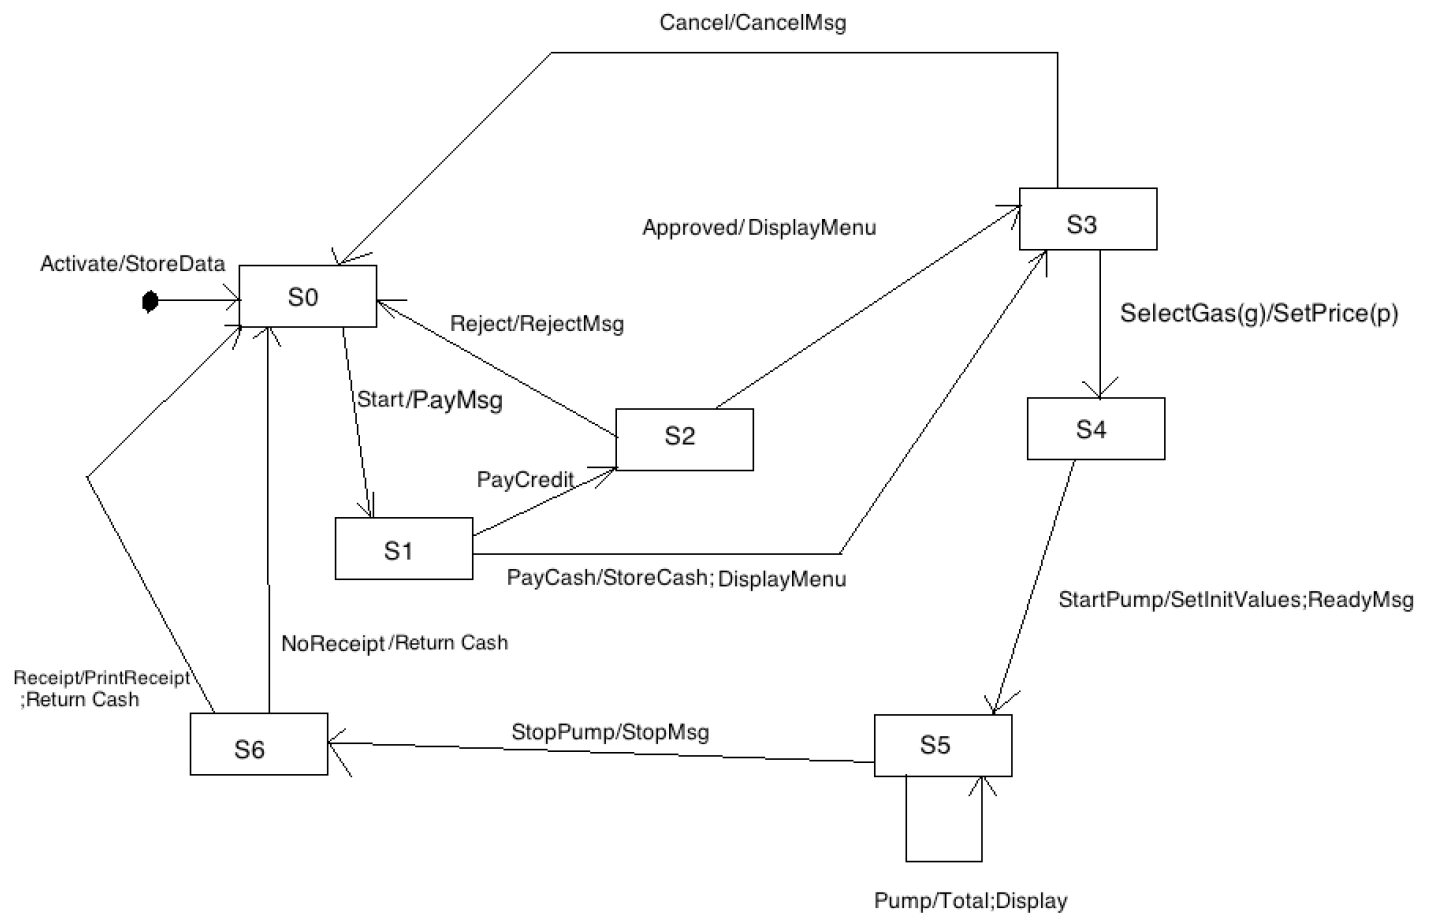 Cancel/CancelMsg
S3
Approved/ DisplayMenu
Activate/StoreData
S0
SelectGas(g)/SetPrice(p)
Reject/RejectMsg
Start/PayMsg
S2
S4
PayCredit
S1
PayCash/StoreCash; DisplayMenu
StartPump/SetInitValues;ReadyMsg
NoReceipt/Return Cash
Receipt/PrintReceipt
;Return Cash
StopPump/StopMsg
S5
S6
Pump/Total;Display